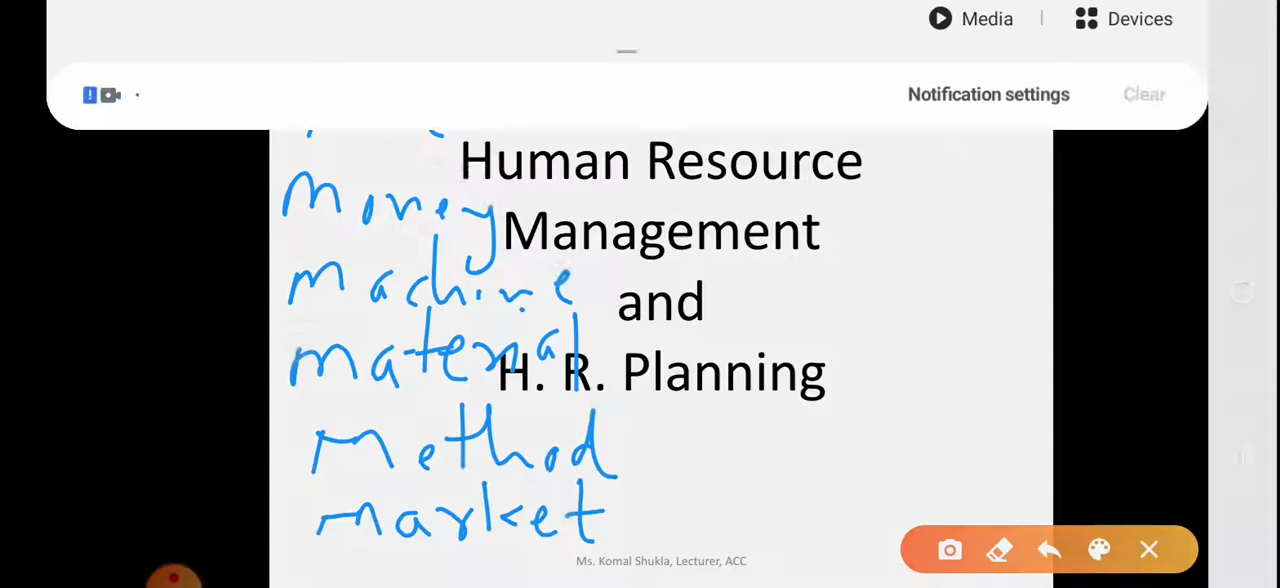 Media | Devices
Notification settings Clear
Human Resource
Money
Management
Machine
and
Material
H. R. Planning
Method
Market
Ms. Komal Shukla, Lecturer, ACC